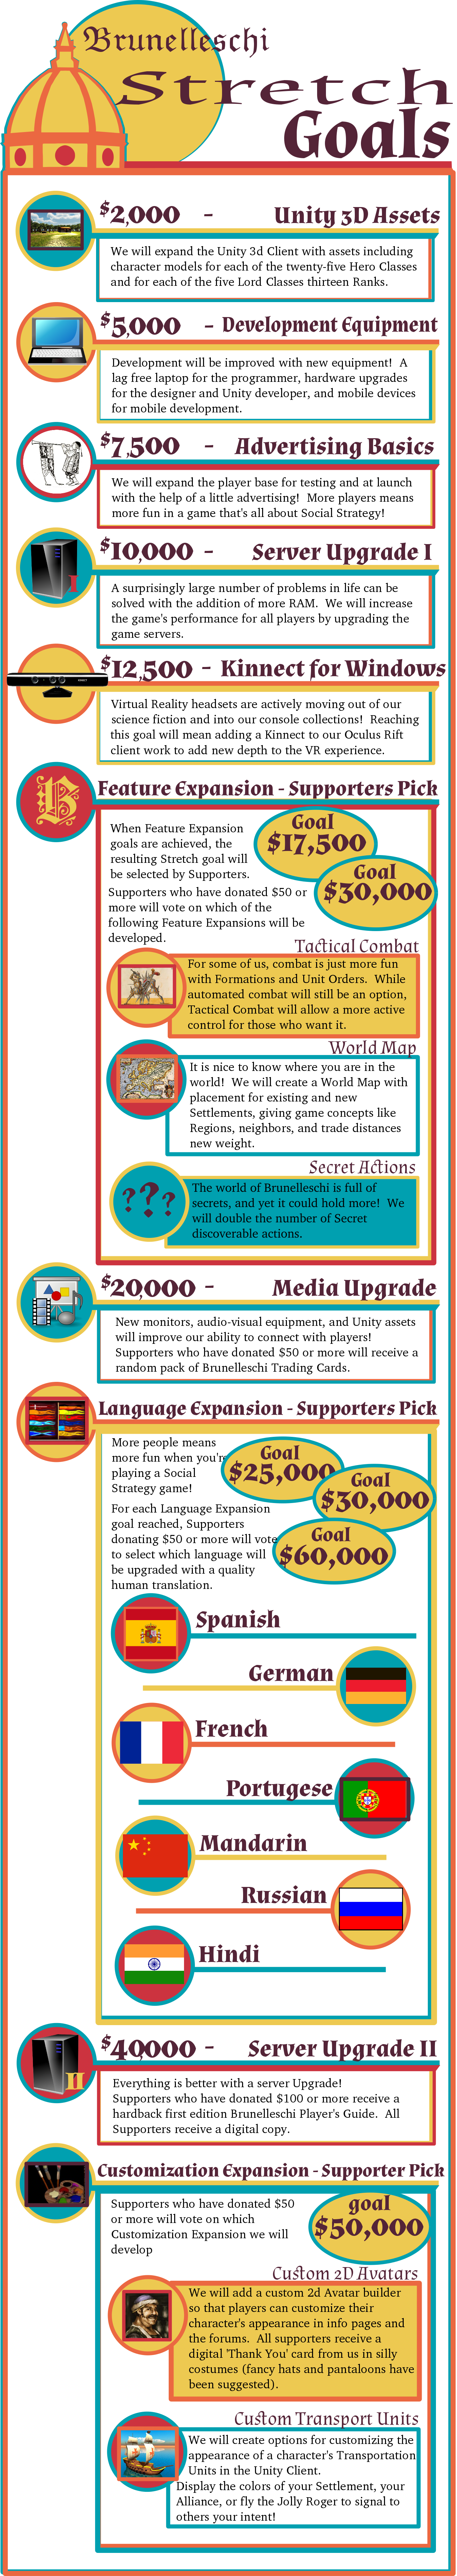 Brunelleschi
Stretch
Goals
$2,000 - Unity 3D Assets
We will expand the Unity 3d Client with assets including
character models for each of the twenty-five Hero Classes
and for each of the five Lord Classes thirteen Ranks.
$5,000 - Development Equipment
Development will be improved with new equipment! A
lag free laptop for the programmer, hardware upgrades
for the designer and Unity developer, and mobile devices
for mobile development.
$7,500 - Advertising Basics
We will expand the player base for testing and at launch
with the help of a little advertising! More players means
more fun in a game that's all about Social Strategy!
I
$10,000 - Server Upgrade I
A surprisingly large number of problems in life can be
solved with the addition of more RAM. We will increase
the game's performance for all players by upgrading the
game servers.
$12,500 - Kinnect for Windows
Virtual Reality headsets are actively moving out of our
science fiction and into our console collections! Reaching
this goal will mean adding a Kinnect to our Oculus Rift
client work to add new depth to the VR experience.
B
Feature Expansion - Supporters Pick
When Feature Expansion
goals are achieved, the
resulting Stretch goal will
be selected by Supporters.
Goal
$17,500
Goal
$30,000
Supporters who have donated $50 or
more will vote on which of the
following Feature Expansions will be
developed.
Tactical Combat
For some of us, combat is just more fun
with Formations and Unit Orders. While
automated combat will still be an option,
Tactical Combat will allow a more active
control for those who want it.
World Map
It is nice to know where you are in the
world! We will create a World Map with
placement for existing and new
Settlements, giving game concepts like
Regions, neighbors, and trade distances
new weight.
Secret Actions
???
The world of Brunelleschi is full of
secrets, and yet it could hold more! We
will double the number of Secret
discoverable actions.
$20,000 - Media Upgrade
New monitors, audio-visual equipment, and Unity assets
will improve our ability to connect with players!
Supporters who have donated $50 or more will receive a
random pack of Brunelleschi Trading Cards.
Language Expansion - Supporters Pick
More people means
more fun when you're
playing a Social
Strategy game!
Goal
$25,000
Goal
$30,000
Goal
$60,000
For each Language Expansion
goal reached, Supporters
donating $50 or more will vote
to select which language will
be upgraded with a quality
human translation.
Spanish
German
French
Portugese
Mandarin
Russian
Hindi
II
$40,000 - Server Upgrade II
Everything is better with a server Upgrade!
Supporters who have donated $100 or more receive a
hardback first edition Brunelleschi Player's Guide. All
Supporters receive a digital copy.
Customization Expansion - Supporter Pick
Supporters who have donated $50
or more will vote on which
Customization Expansion we will
develop
goal
$50,000
Custom 2D Avatars
We will add a custom 2d Avatar builder
so that players can customize their
character's appearance in info pages and
the forums. All supporters receive a
digital 'Thank You' card from us in silly
costumes (fancy hats and pantaloons have
been suggested).
Custom Transport Units
We will create options for customizing the
appearance of a character's Transportation
Units in the Unity Client.
Display the colors of your Settlement, your
Alliance, or fly the Jolly Roger to signal to
others your intent!